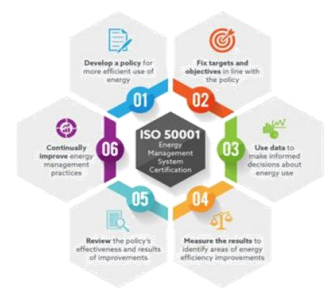 Develop a policy for
more efficient use of
energy
01
Fix targets and
objectives in line with
the policy
02
ISO 50001
Energy
Management
System
Certification
Continually
improve energy
management
practices
06
03
Use data to
make informed
decisions about
energy use
05
Review the policy's
effectiveness and results
of improvements
04
Measure the results to
identify areas of energy
efficiency improvements